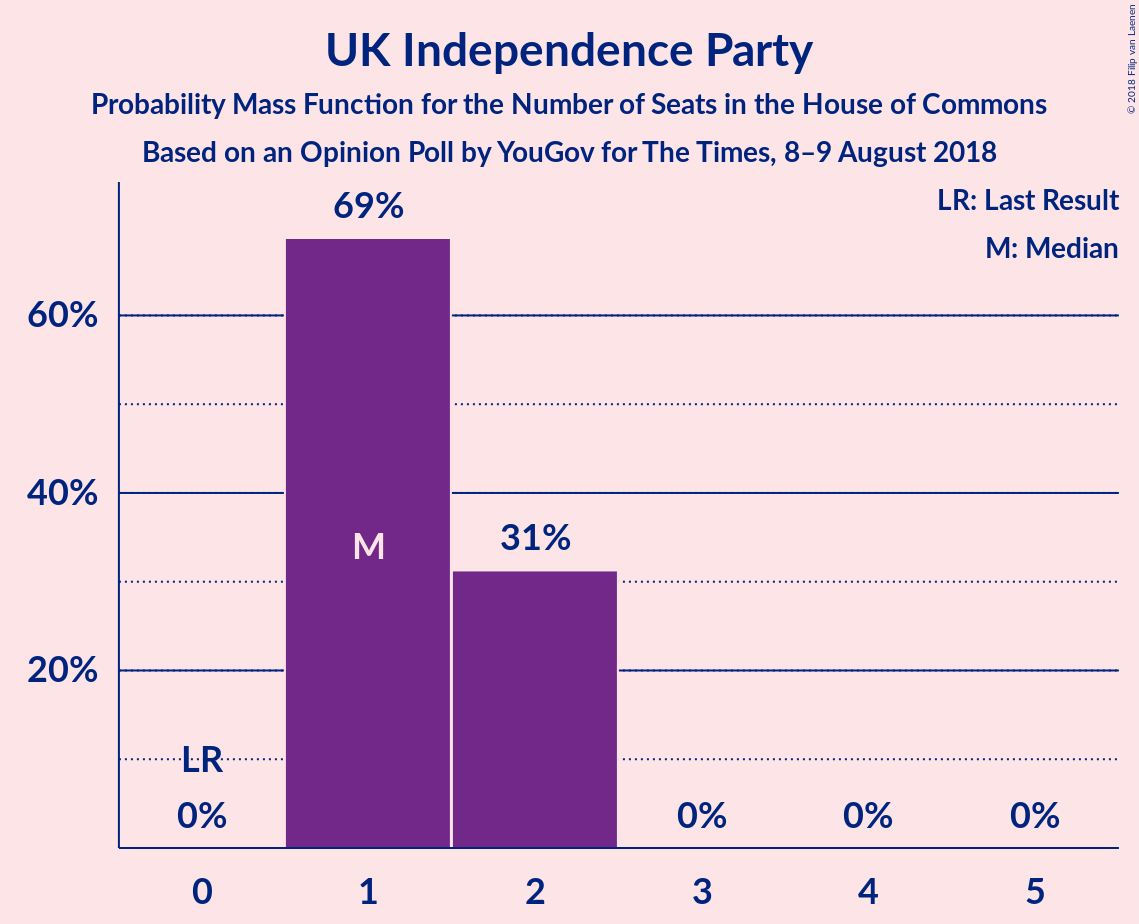 UK Independence Party
Probability Mass Function for the Number of Seats in the House of Commons
Based on an Opinion Poll by YouGov for The Times, 8–9 August 2018
© 2018 Filip van Laenen
LR: Last Result
M: Median
69%
60%
40%
31%
M
20%
LR
0%
0%
0%
0%
0
1
2
3
4
5